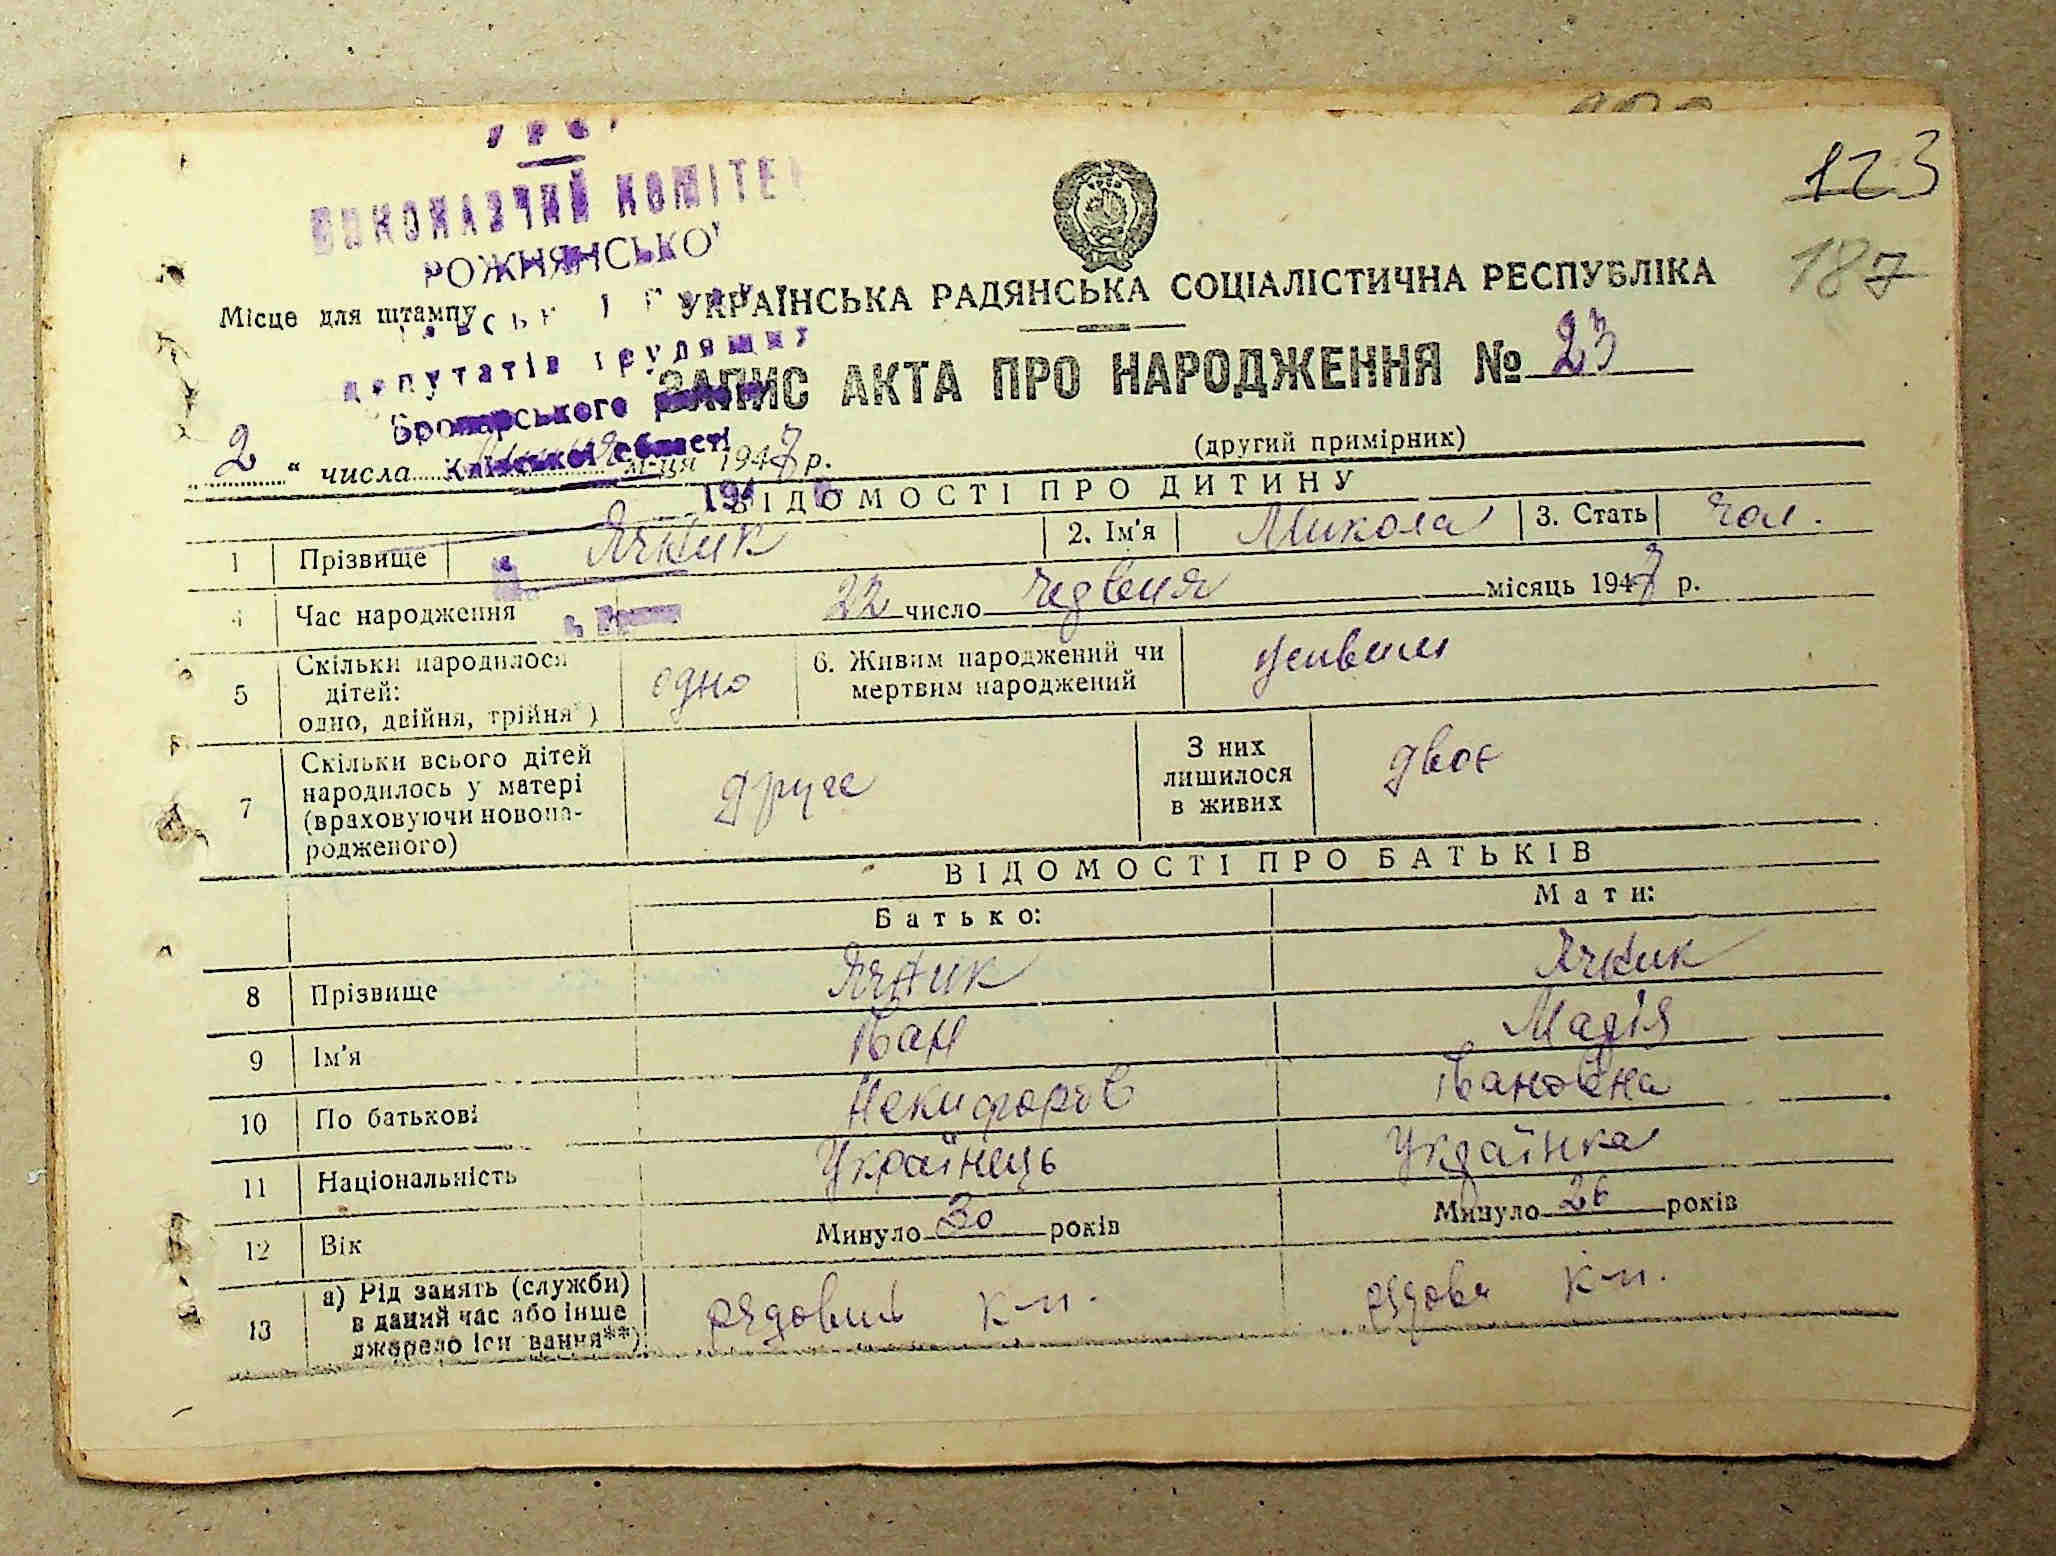 УРСР
ВИКОНАВЧИЙ КОМІТЕТ
РОЖНЯНСЬКОЇ
депутатів трудящих
Броварського
Київської області
Місце для штампу
123
187
УКРАЇНСЬКА РАДЯНСЬКА СОЦІАЛІСТИЧНА РЕСПУБЛІКА
ЗАПИС АКТА ПРО НАРОДЖЕННЯ № 23
(другий примірник)
„2“ числа м-ця 1947 р.
ВІДОМОСТІ ПРО ДИТИНУ
1 Прізвище Ячник 2. Ім'я Микола 3. Стать чол.
4 Час народження 22 число червня місяць 1947 р.
5 Скільки народилося дітей: одно, двійня, трійня*) одно 6. Живим народжений чи мертвим народжений живим
7 Скільки всього дітей народилось у матері (враховуючи новонародженого) друге З них лишилося в живих двоє
ВІДОМОСТІ ПРО БАТЬКІВ
Батько: Мати:
8 Прізвище Ячник Ячник
9 Ім'я Іван Марія
10 По батькові Некифорів Івановна
11 Національність Українець Українка
12 Вік Минуло 30 років Минуло 26 років
13 а) Рід занять (служби) в даний час або інше джерело існування**) рядовий к-п. рядова к-п.